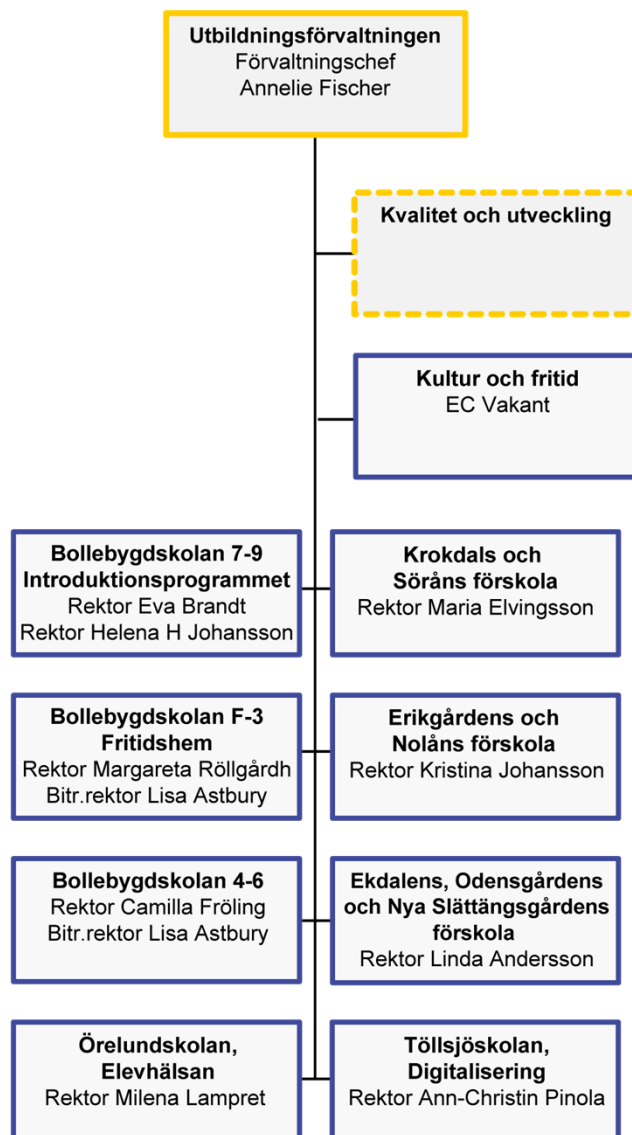 Utbildningsförvaltningen
Förvaltningschef
Annelie Fischer
Kvalitet och utveckling
Kultur och fritid
EC Vakant
Bollebygdskolan 7-9
Introduktionsprogrammet
Rektor Eva Brandt
Rektor Helena H Johansson
Krokdals och
Söråns förskola
Rektor Maria Elvingsson
Bollebygdskolan F-3
Fritidshem
Rektor Margareta Röllgårdh
Bitr.rektor Lisa Astbury
Erikgårdens och
Nolåns förskola
Rektor Kristina Johansson
Bollebygdskolan 4-6
Rektor Camilla Fröling
Bitr.rektor Lisa Astbury
Ekdalens, Odensgårdens
och Nya Slättängsgårdens
förskola
Rektor Linda Andersson
Örelundskolan,
Elevhälsan
Rektor Milena Lampret
Töllsjöskolan,
Digitalisering
Rektor Ann-Christin Pinola